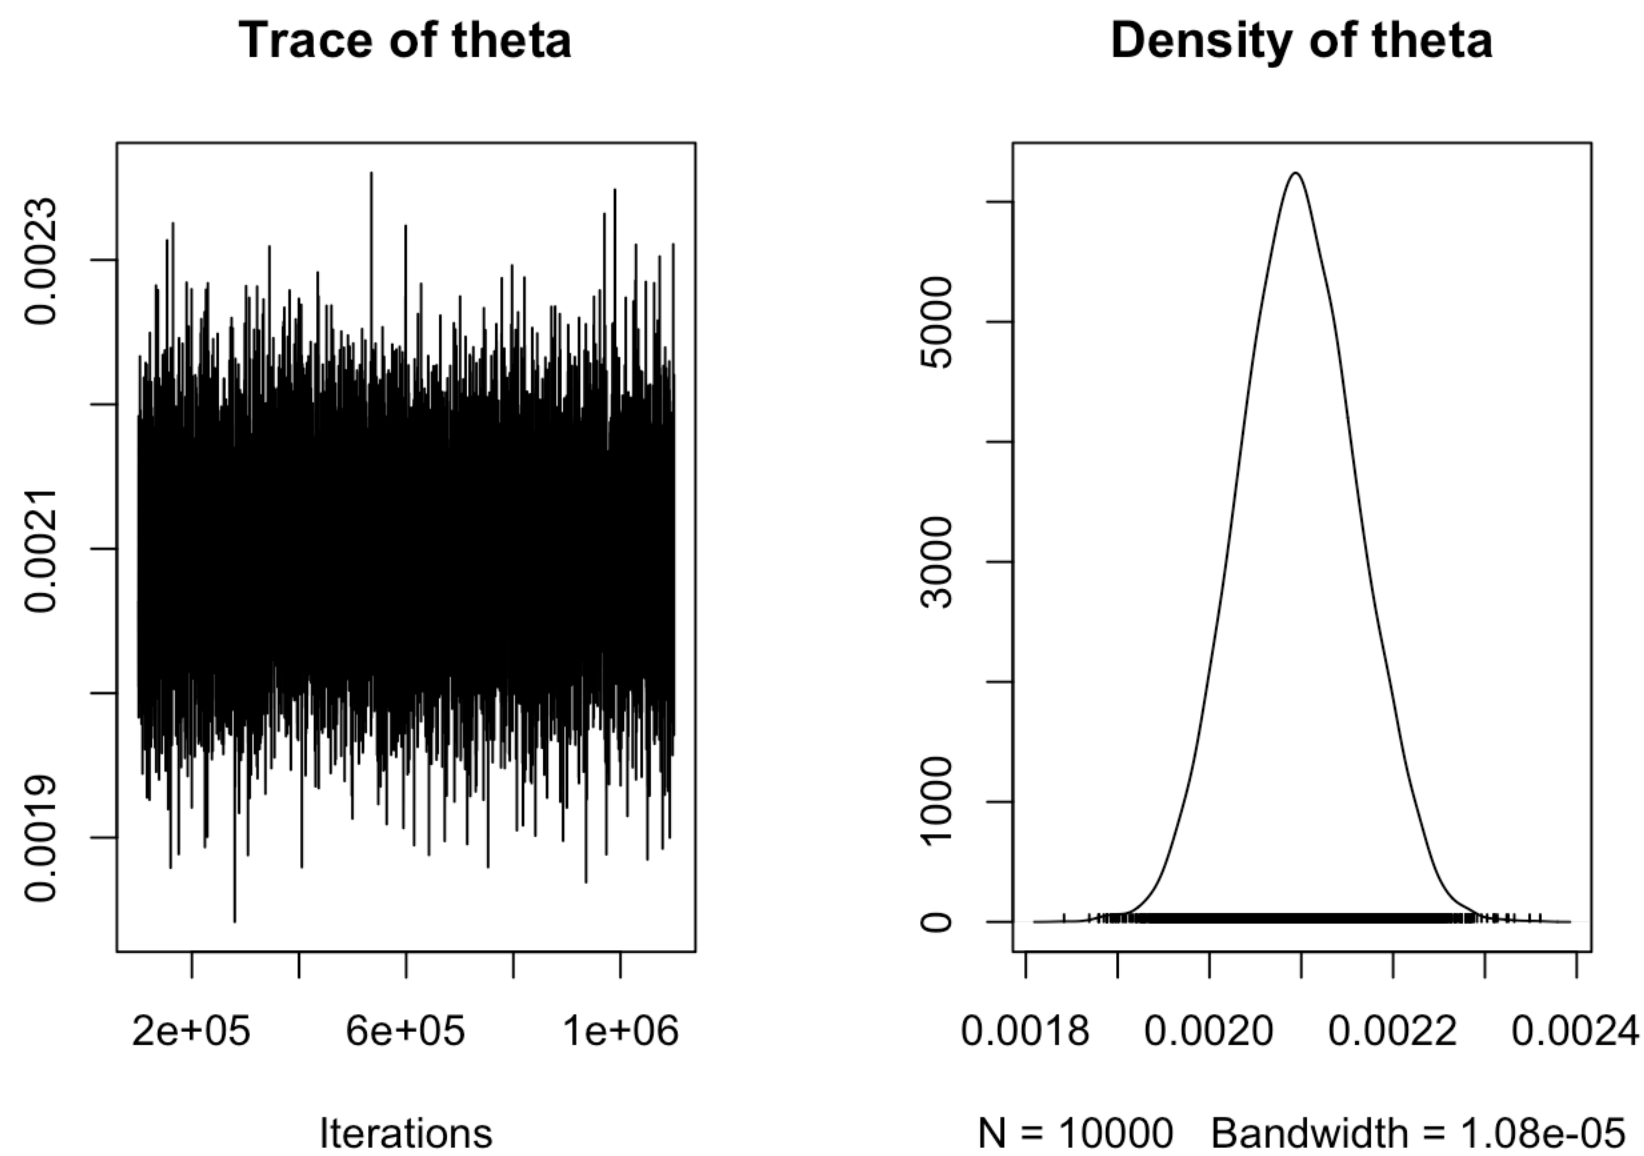 Trace of theta
0.0023
0.0021
0.0019
2e+05 6e+05 1e+06
Iterations
Density of theta
5000
3000
1000
0
0.0018 0.0020 0.0022 0.0024
N = 10000 Bandwidth = 1.08e-05